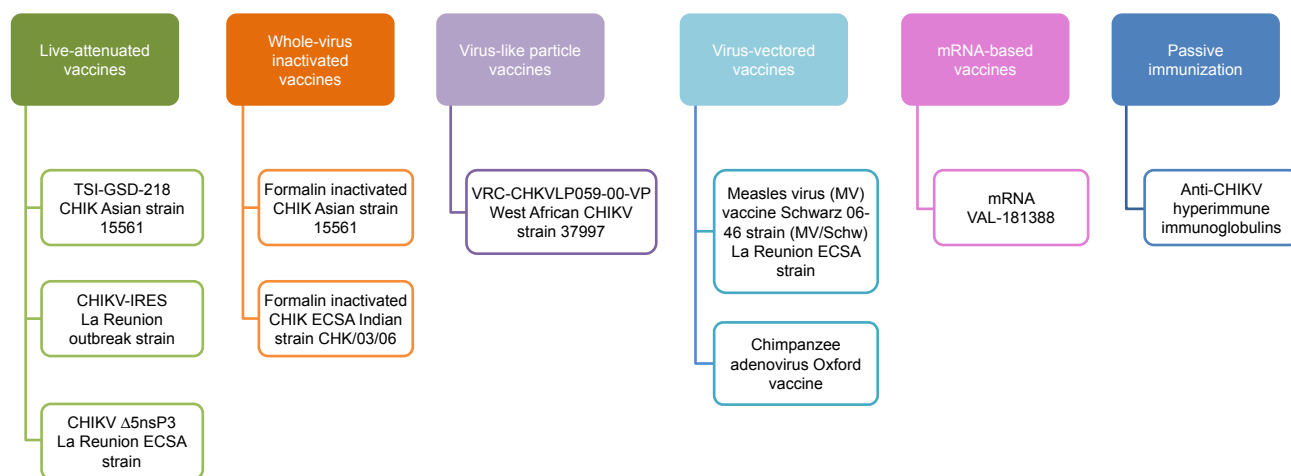 Live-attenuated
vaccines
TSI-GSD-218
CHIK Asian strain
15561
CHIKV-IRES
La Reunion
outbreak strain
CHIKV Δ5nsP3
La Reunion ECSA
strain
Whole-virus
inactivated
vaccines
Formalin inactivated
CHIK Asian strain
15561
Formalin inactivated
CHIK ECSA Indian
strain CHK/03/06
Virus-like particle
vaccines
VRC-CHKVLP059-00-VP
West African CHIKV
strain 37997
Virus-vectored
vaccines
Measles virus (MV)
vaccine Schwarz 06-
46 strain (MV/Schw)
La Reunion ECSA
strain
Chimpanzee
adenovirus Oxford
vaccine
mRNA-based
vaccines
mRNA
VAL-181388
Passive
immunization
Anti-CHIKV
hyperimmune
immunoglobulins